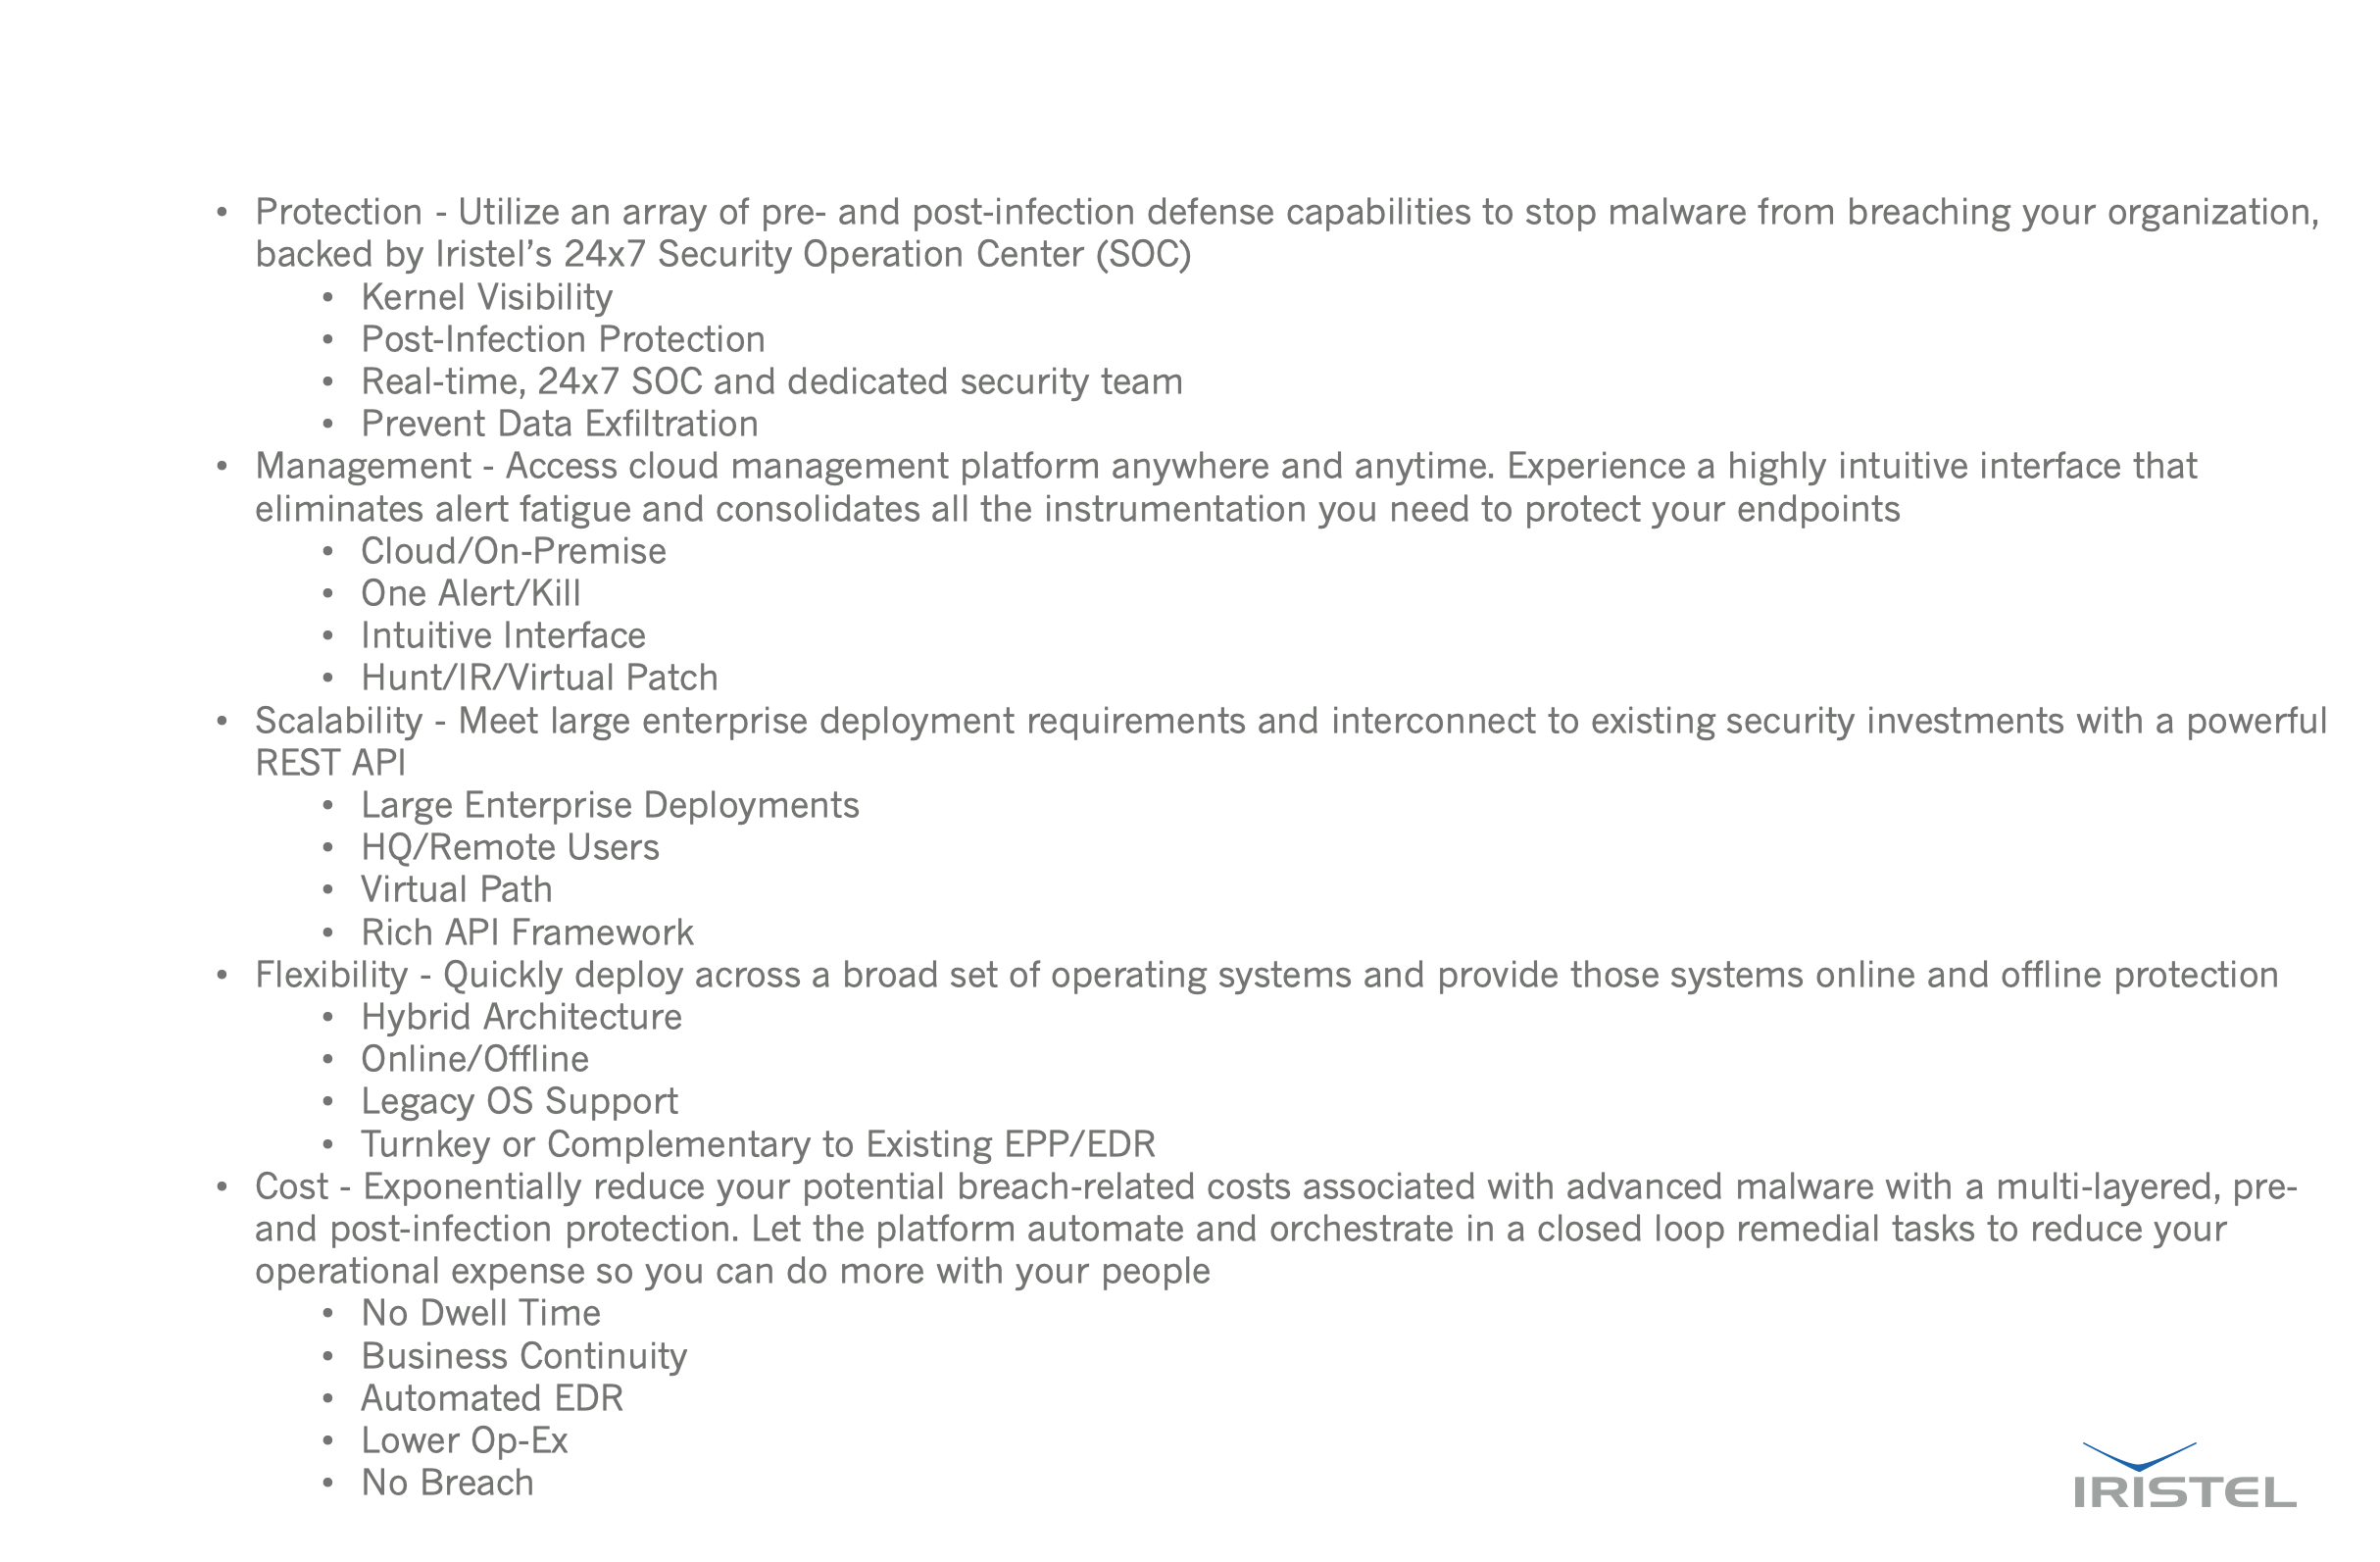 • Protection - Utilize an array of pre- and post-infection defense capabilities to stop malware from breaching your organization,
backed by Iristel’s 24x7 Security Operation Center (SOC)
• Kernel Visibility
• Post-Infection Protection
• Real-time, 24x7 SOC and dedicated security team
• Prevent Data Exfiltration
• Management - Access cloud management platform anywhere and anytime. Experience a highly intuitive interface that
eliminates alert fatigue and consolidates all the instrumentation you need to protect your endpoints
• Cloud/On-Premise
• One Alert/Kill
• Intuitive Interface
• Hunt/IR/Virtual Patch
• Scalability - Meet large enterprise deployment requirements and interconnect to existing security investments with a powerful
REST API
• Large Enterprise Deployments
• HQ/Remote Users
• Virtual Path
• Rich API Framework
• Flexibility - Quickly deploy across a broad set of operating systems and provide those systems online and offline protection
• Hybrid Architecture
• Online/Offline
• Legacy OS Support
• Turnkey or Complementary to Existing EPP/EDR
• Cost - Exponentially reduce your potential breach-related costs associated with advanced malware with a multi-layered, pre-
and post-infection protection. Let the platform automate and orchestrate in a closed loop remedial tasks to reduce your
operational expense so you can do more with your people
• No Dwell Time
• Business Continuity
• Automated EDR
• Lower Op-Ex
• No Breach
IRISTEL